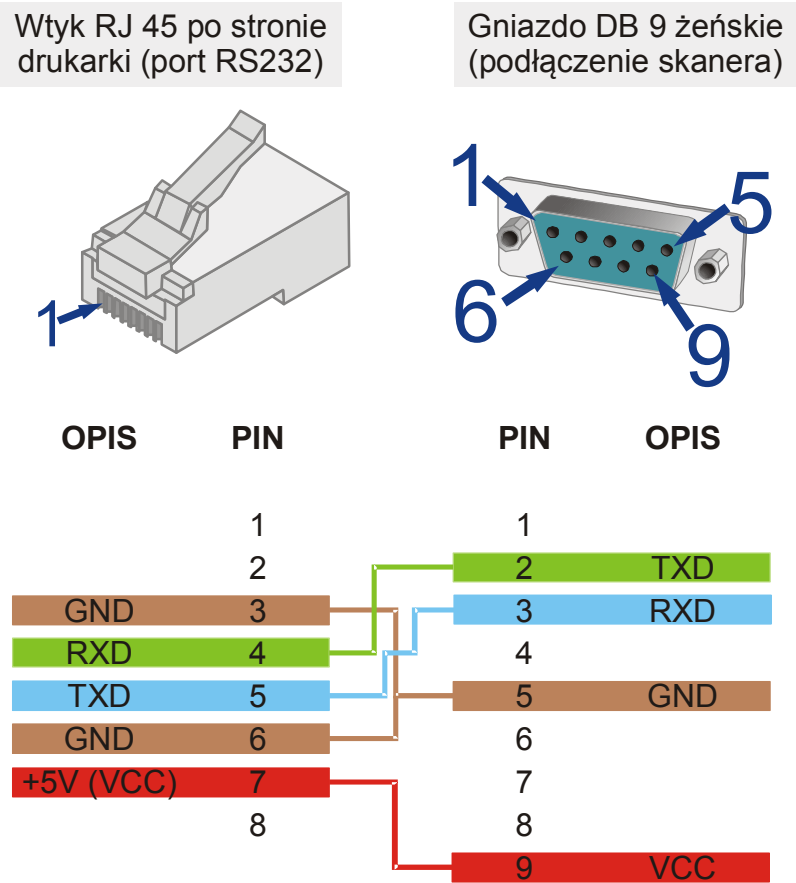 Wtyk RJ 45 po stronie
drukarki (port RS232)
Gniazdo DB 9 żeńskie
(podłączenie skanera)
1
1
5
6
9
OPIS PIN PIN OPIS
1 1
2 2 TXD
GND 3 3 RXD
RXD 4 4
TXD 5 5 GND
GND 6 6
+5V (VCC) 7 7
8 8
9 VCC